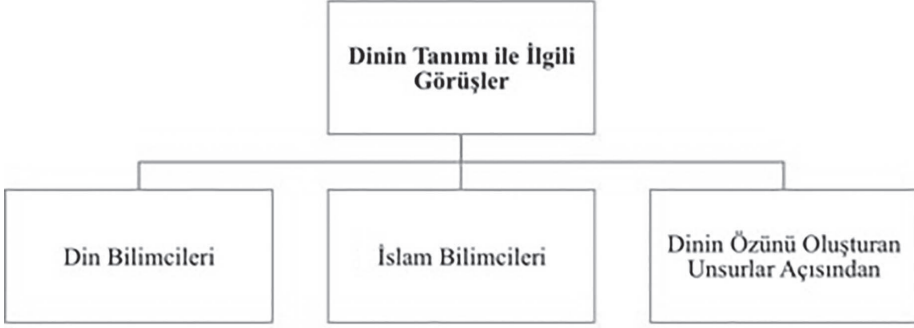 Dinin Tanımı ile İlgili
Görüşler
Din Bilimcileri
İslam Bilimcileri
Dinin Özünü Oluşturan
Unsurlar Açısından